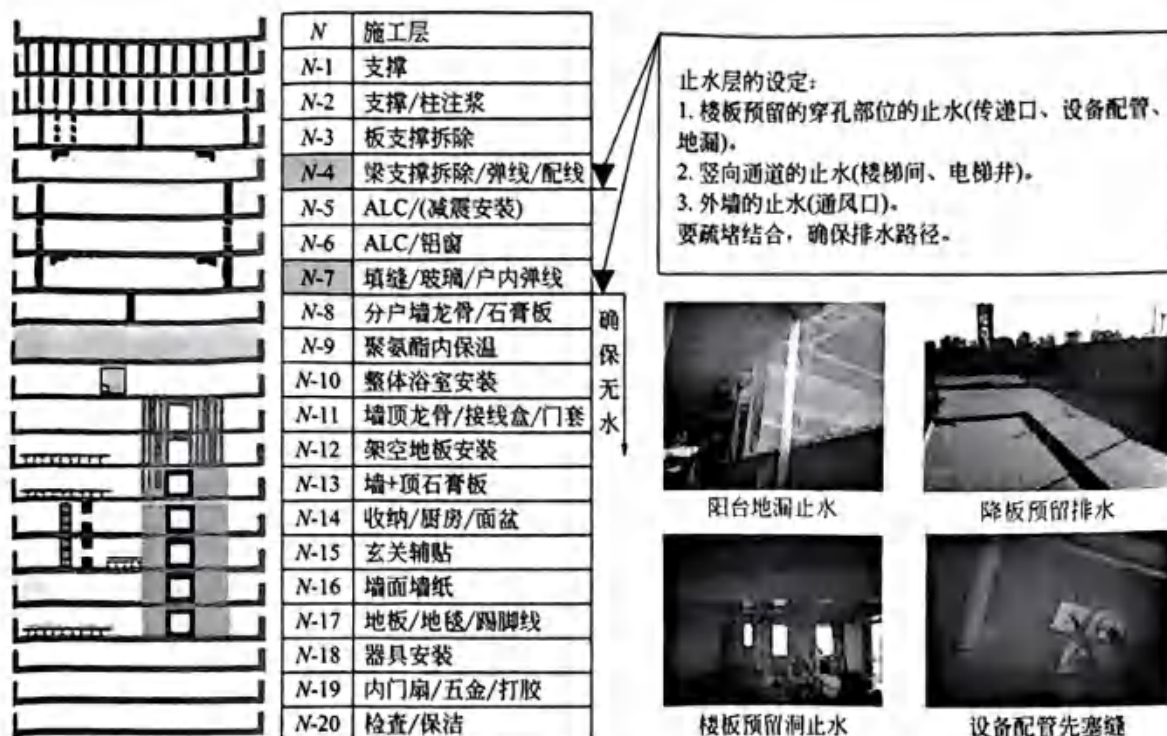 N 施工层
N-1 支撑
N-2 支撑/柱注浆
N-3 板支撑拆除
N-4 梁支撑拆除/弹线/配线
N-5 ALC/(减震安装)
N-6 ALC/铝窗
N-7 填缝/玻璃/户内弹线
N-8 分户墙龙骨/石膏板
N-9 聚氨酯内保温
N-10 整体浴室安装
N-11 墙顶龙骨/接线盒/门套
N-12 架空地板安装
N-13 墙+顶石膏板
N-14 收纳/厨房/面盆
N-15 玄关铺贴
N-16 墙面墙纸
N-17 地板/地毯/踢脚线
N-18 器具安装
N-19 内门扇/五金/打胶
N-20 检查/保洁
确保无水
止水层的设定:
1. 楼板预留的穿孔部位的止水(传递口、设备配管、
地漏)。
2. 竖向通道的止水(楼梯间、电梯井)。
3. 外墙的止水(通风口)。
要疏堵结合，确保排水路径。
阳台地漏止水
降板预留排水
楼板预留洞止水
设备配管先塞缝